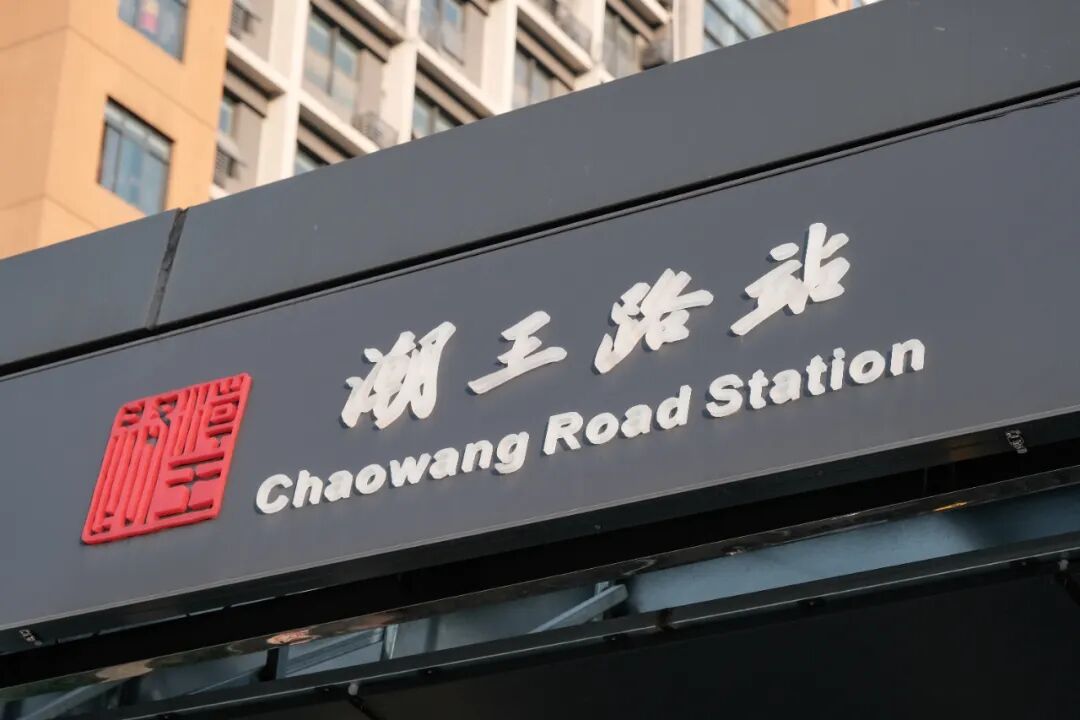 潮王路站
Chaowang Road Station